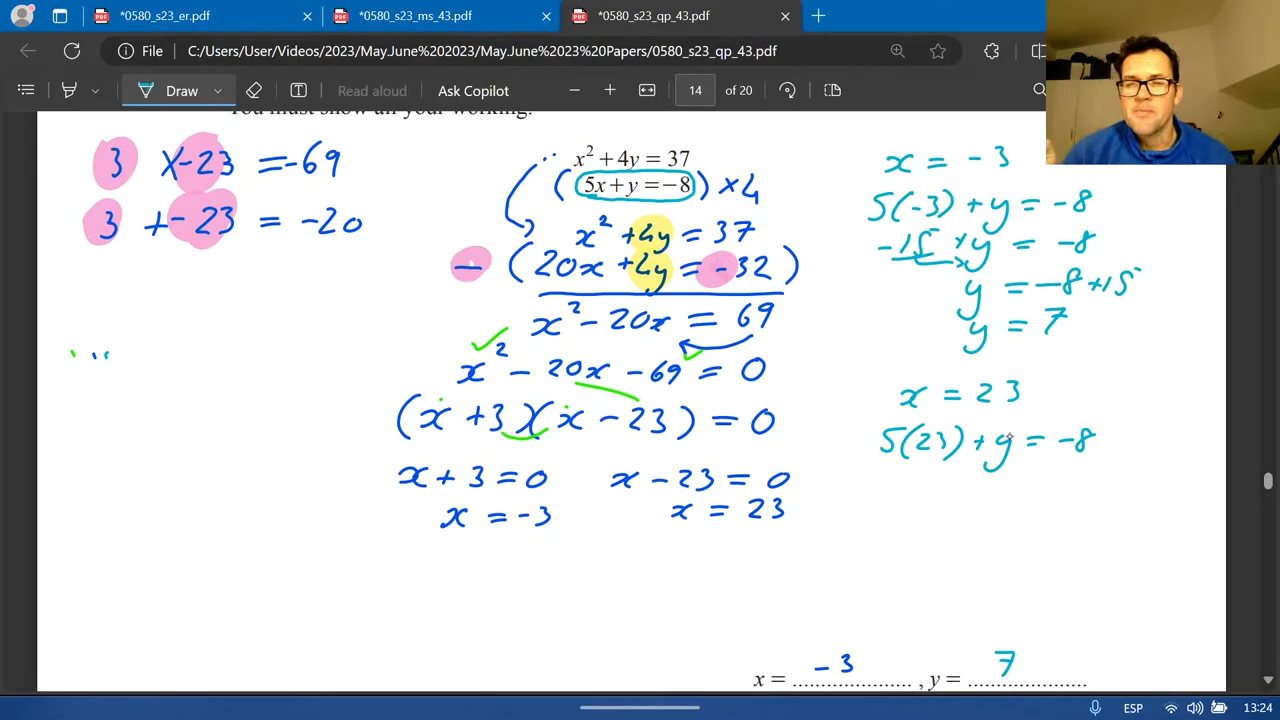 *0580_s23_er.pdf
*0580_s23_ms_43.pdf
*0580_s23_qp_43.pdf
File
C:/Users/User/Videos/2023/May.June%202023/May.June%202023%20Papers/0580_s23_qp_43.pdf
Draw
Read aloud
Ask Copilot
14 of 20
You must show all your working.
3 x -23 = -69
3 + -23 = -20
x² + 4y = 37
(5x + y = -8) x 4
x² + 4y = 37
- (20x + 4y = -32)
x² - 20x = 69
x² - 20x - 69 = 0
(x + 3)(x - 23) = 0
x + 3 = 0
x - 23 = 0
x = -3
x = 23
x = -3
5(-3) + y = -8
-15 + y = -8
y = -8 + 15
y = 7
x = 23
5(23) + y = -8
x = -3 , y = 7
ESP
13:24